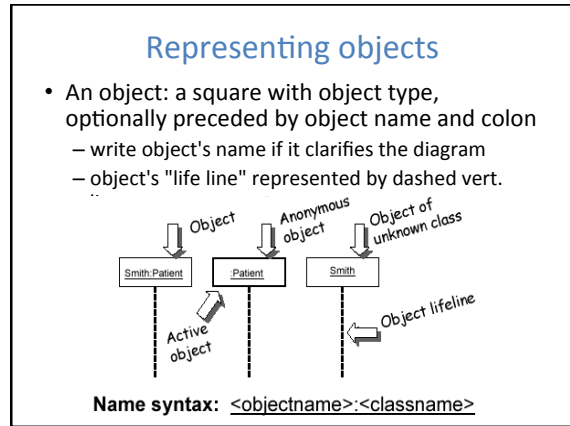 Representing objects
• An object: a square with object type,
optionally preceded by object name and colon
– write object's name if it clarifies the diagram
– object's "life line" represented by dashed vert.
Object
Anonymous
object
Object of
unknown class
Smith:Patient
:Patient
Smith
Active
object
Object lifeline
Name syntax: <objectname>:<classname>